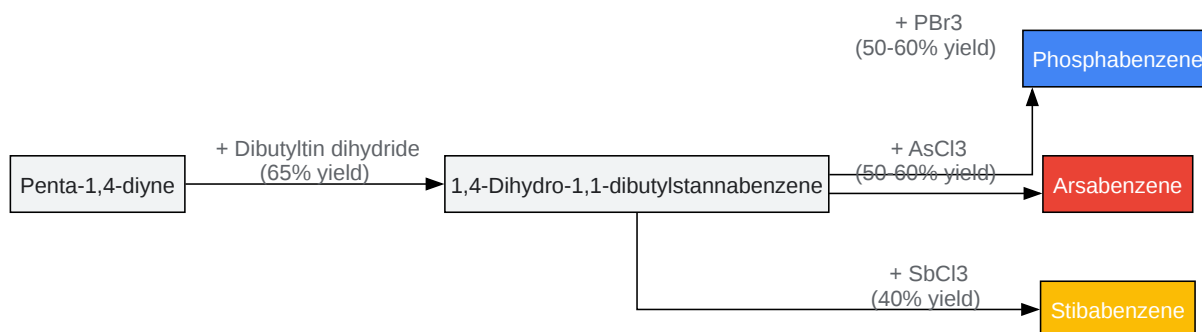 + PBr3
(50-60% yield)
Phosphabenzene
+ Dibutyltin dihydride
(65% yield)
+ AsCl3
(50-60% yield)
Penta-1,4-diyne
1,4-Dihydro-1,1-dibutylstannabenzene
Arsabenzene
+ SbCl3
(40% yield)
Stibabenzene